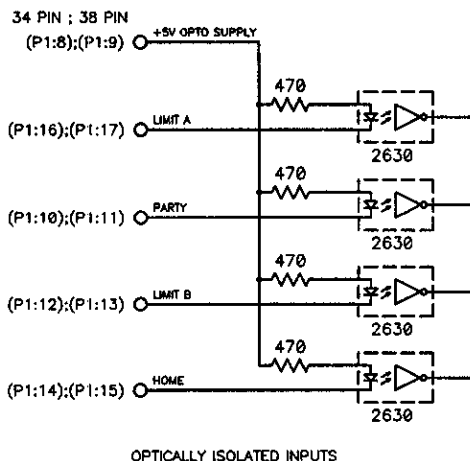 34 PIN ; 38 PIN
(P1:8);(P1:9) +5V OPTO SUPPLY
470
(P1:16);(P1:17) LIMIT A
2630
470
(P1:10);(P1:11) PARTY
2630
470
(P1:12);(P1:13) LIMIT B
2630
470
(P1:14);(P1:15) HOME
2630
OPTICALLY ISOLATED INPUTS